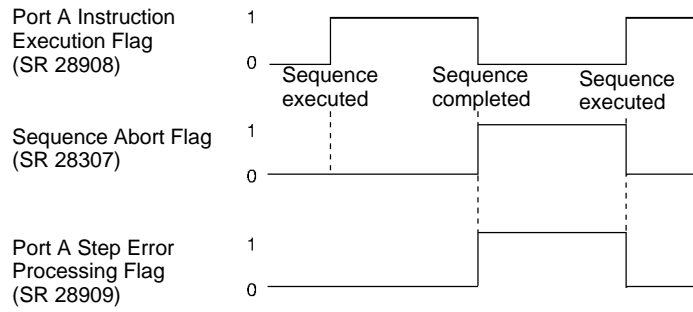 Port A Instruction
Execution Flag
(SR 28908)
1
0
Sequence
executed
Sequence
completed
Sequence
executed
Sequence Abort Flag
(SR 28307)
1
0
Port A Step Error
Processing Flag
(SR 28909)
1
0